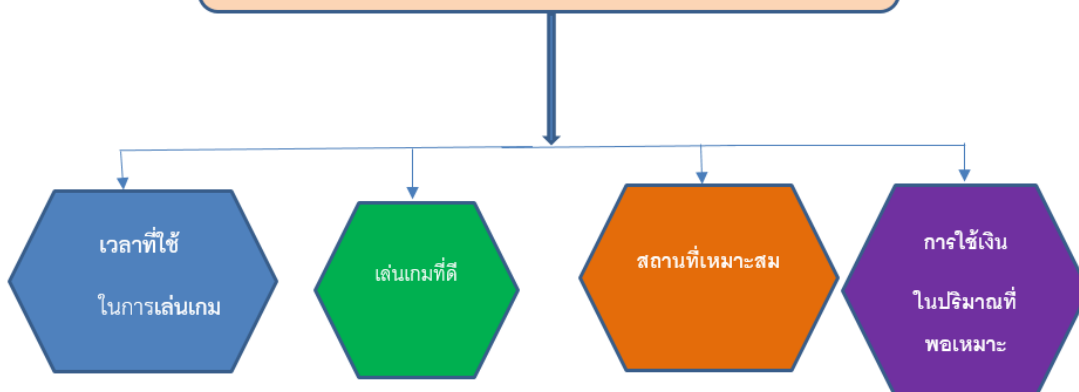 เวลาที่ใช้
ในการเล่นเกม
เล่นเกมที่ดี
สถานที่เหมาะสม
การใช้เงิน
ในปริมาณที่
พอเหมาะ